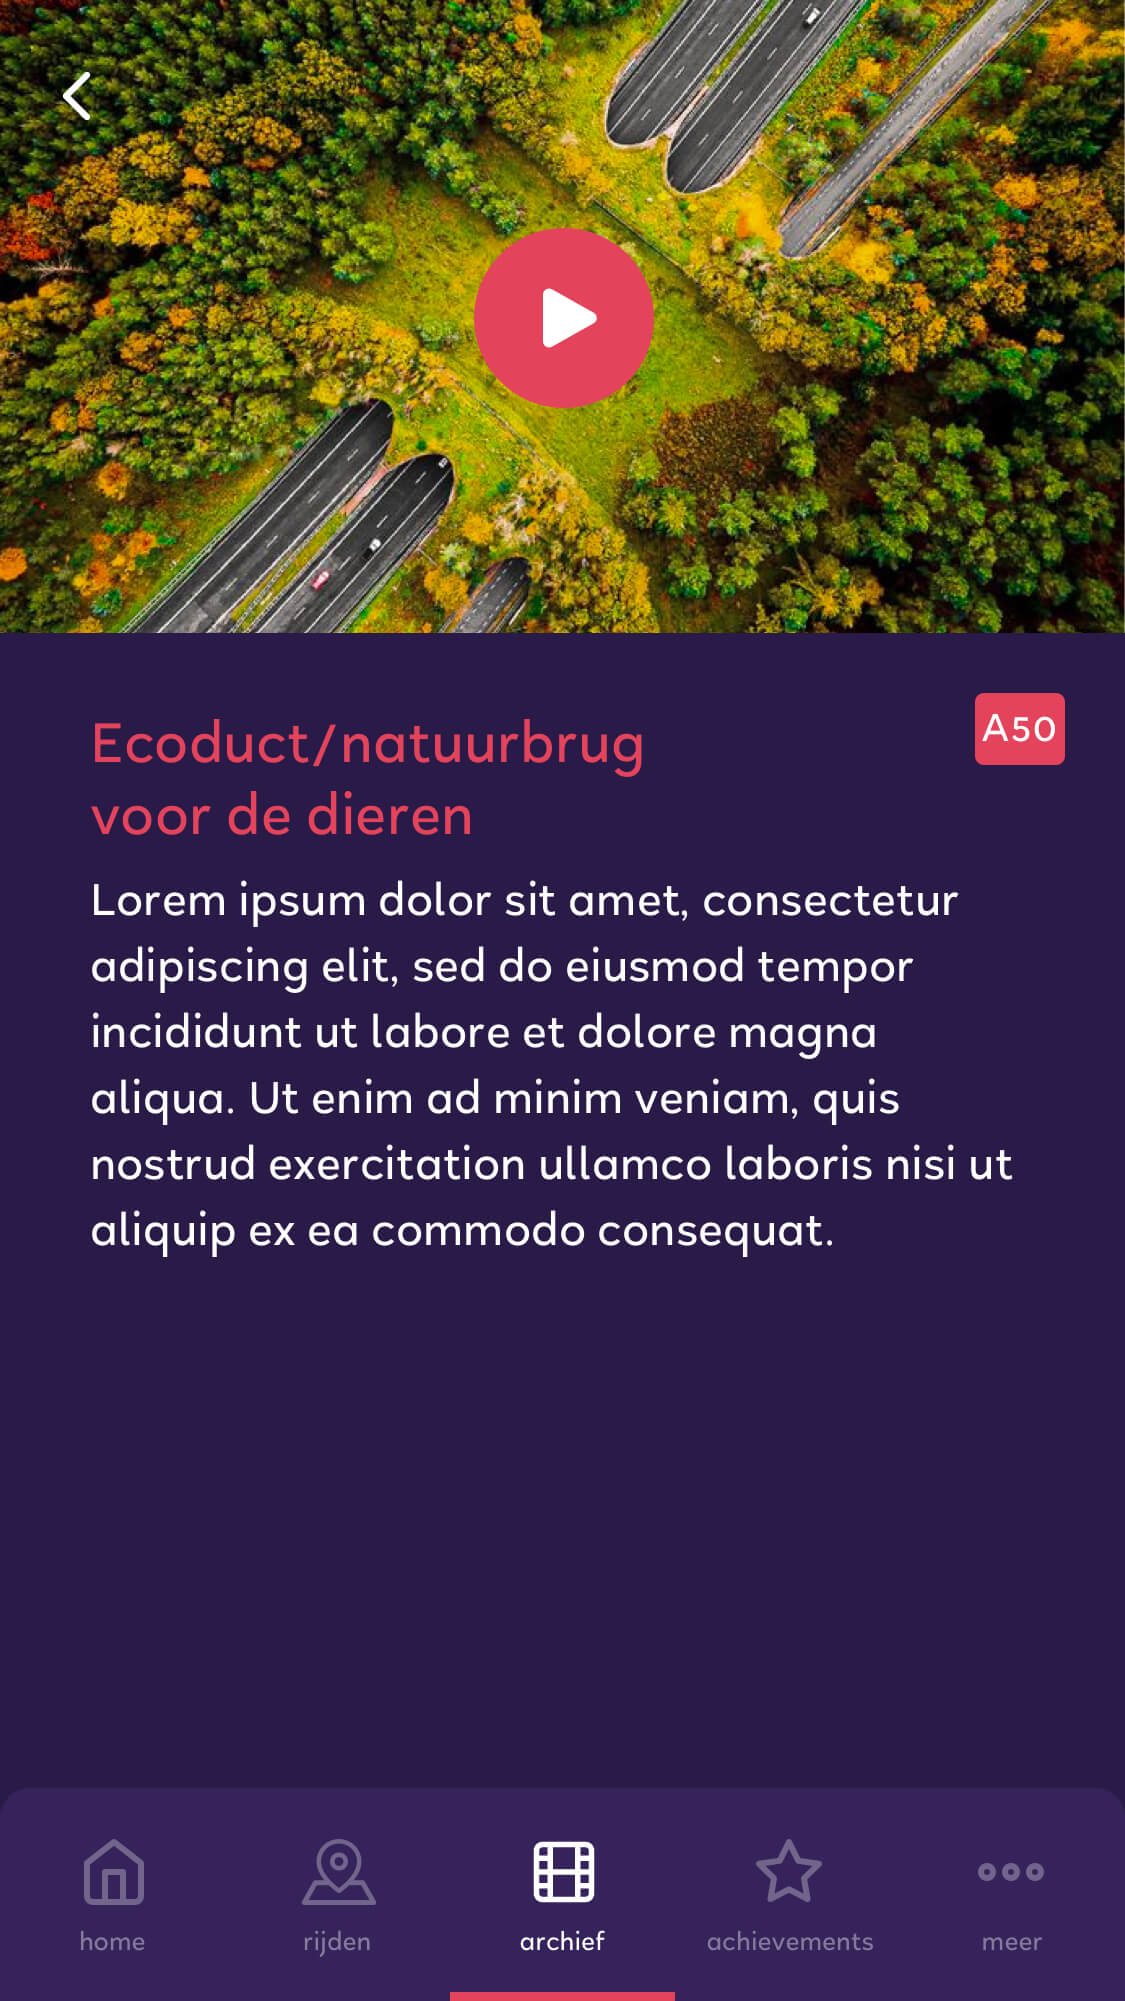 Ecoduct/natuurbrug
voor de dieren
A50
Lorem ipsum dolor sit amet, consectetur
adipiscing elit, sed do eiusmod tempor
incididunt ut labore et dolore magna
aliqua. Ut enim ad minim veniam, quis
nostrud exercitation ullamco laboris nisi ut
aliquip ex ea commodo consequat.
home
rijden
archief
achievements
meer